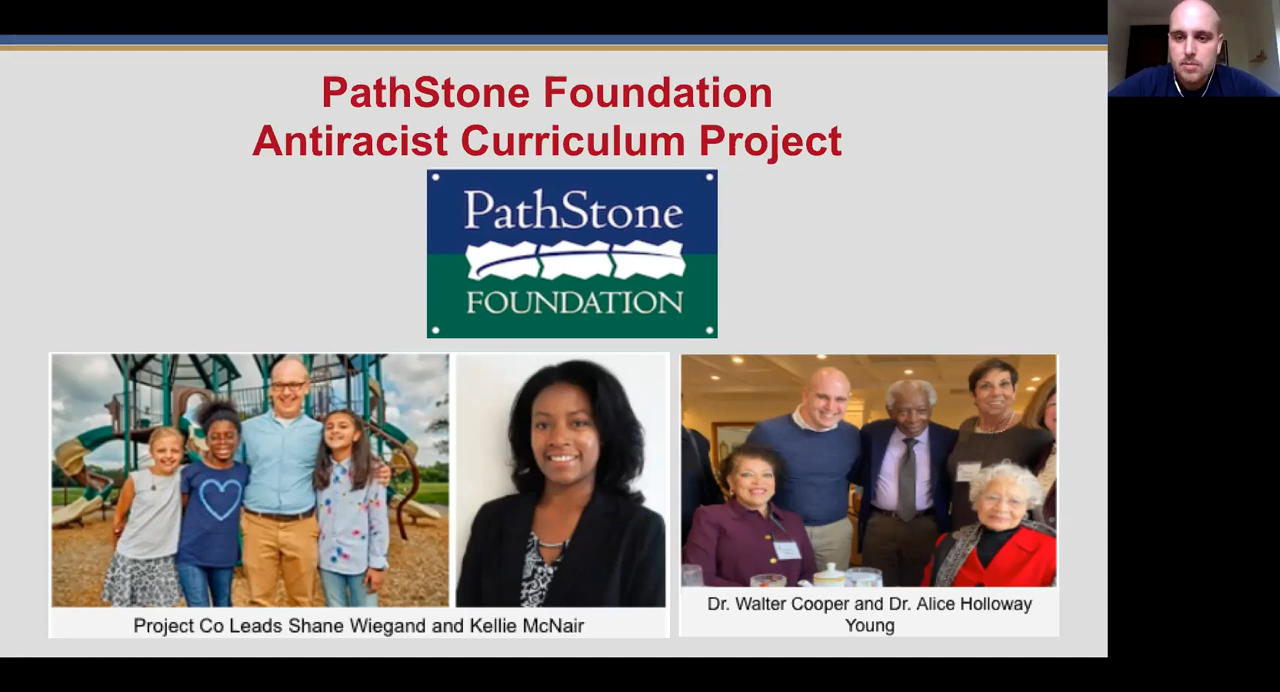 PathStone Foundation
Antiracist Curriculum Project
PathStone
FOUNDATION
Project Co Leads Shane Wiegand and Kellie McNair
Dr. Walter Cooper and Dr. Alice Holloway
Young